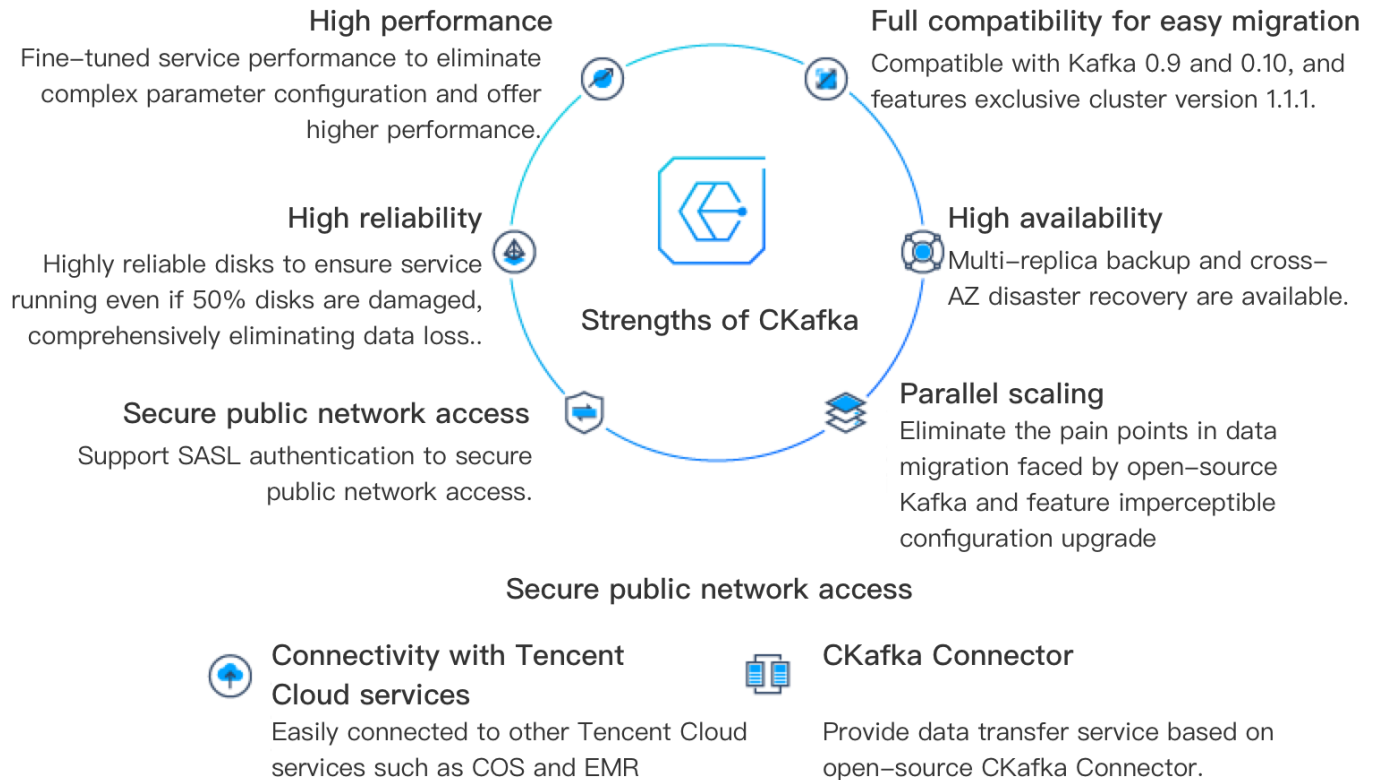 High performance
Fine-tuned service performance to eliminate
complex parameter configuration and offer
higher performance.
Full compatibility for easy migration
Compatible with Kafka 0.9 and 0.10, and
features exclusive cluster version 1.1.1.
High reliability
Highly reliable disks to ensure service
running even if 50% disks are damaged,
comprehensively eliminating data loss..
Strengths of CKafka
High availability
Multi-replica backup and cross-
AZ disaster recovery are available.
Secure public network access
Support SASL authentication to secure
public network access.
Parallel scaling
Eliminate the pain points in data
migration faced by open-source
Kafka and feature imperceptible
configuration upgrade
Secure public network access
Connectivity with Tencent
Cloud services
Easily connected to other Tencent Cloud
services such as COS and EMR
CKafka Connector
Provide data transfer service based on
open-source CKafka Connector.